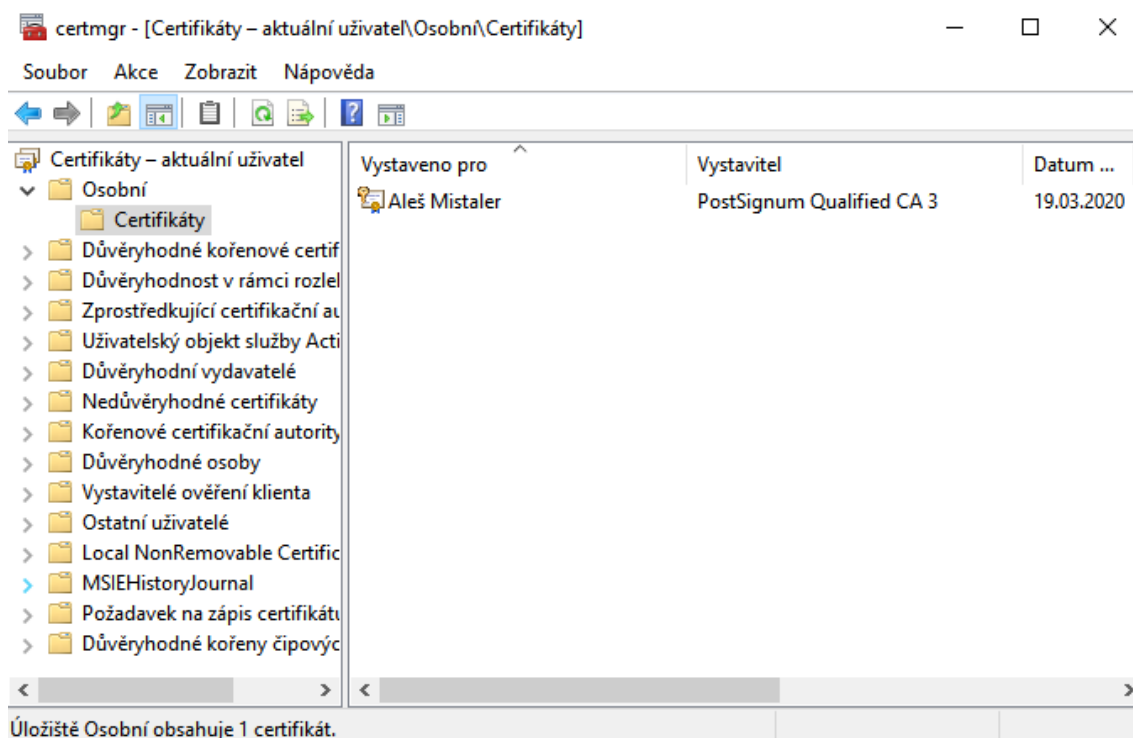 certmgr - [Certifikáty – aktuální uživatel\Osobní\Certifikáty]
Soubor Akce Zobrazit Nápověda
Certifikáty – aktuální uživatel
Osobní
Certifikáty
Důvěryhodné kořenové certif
Důvěryhodnost v rámci rozleh
Zprostředkující certifikační au
Uživatelský objekt služby Acti
Důvěryhodní vydavatelé
Nedůvěryhodné certifikáty
Kořenové certifikační autority
Důvěryhodné osoby
Vystavitelé ověření klienta
Ostatní uživatelé
Local NonRemovable Certific
MSIEHistoryJournal
Požadavek na zápis certifikátu
Důvěryhodné kořeny čipovýc
Vystaveno pro Vystavitel Datum ...
Aleš Mistaler PostSignum Qualified CA 3 19.03.2020
Úložiště Osobní obsahuje 1 certifikát.